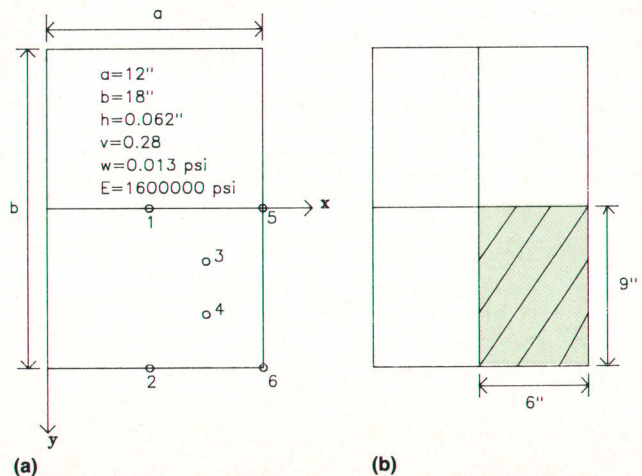 a
a=12"
b=18"
h=0.062"
v=0.28
w=0.013 psi
E=1600000 psi
b
x
1
5
3
4
2
6
y
9"
6"
(a)
(b)